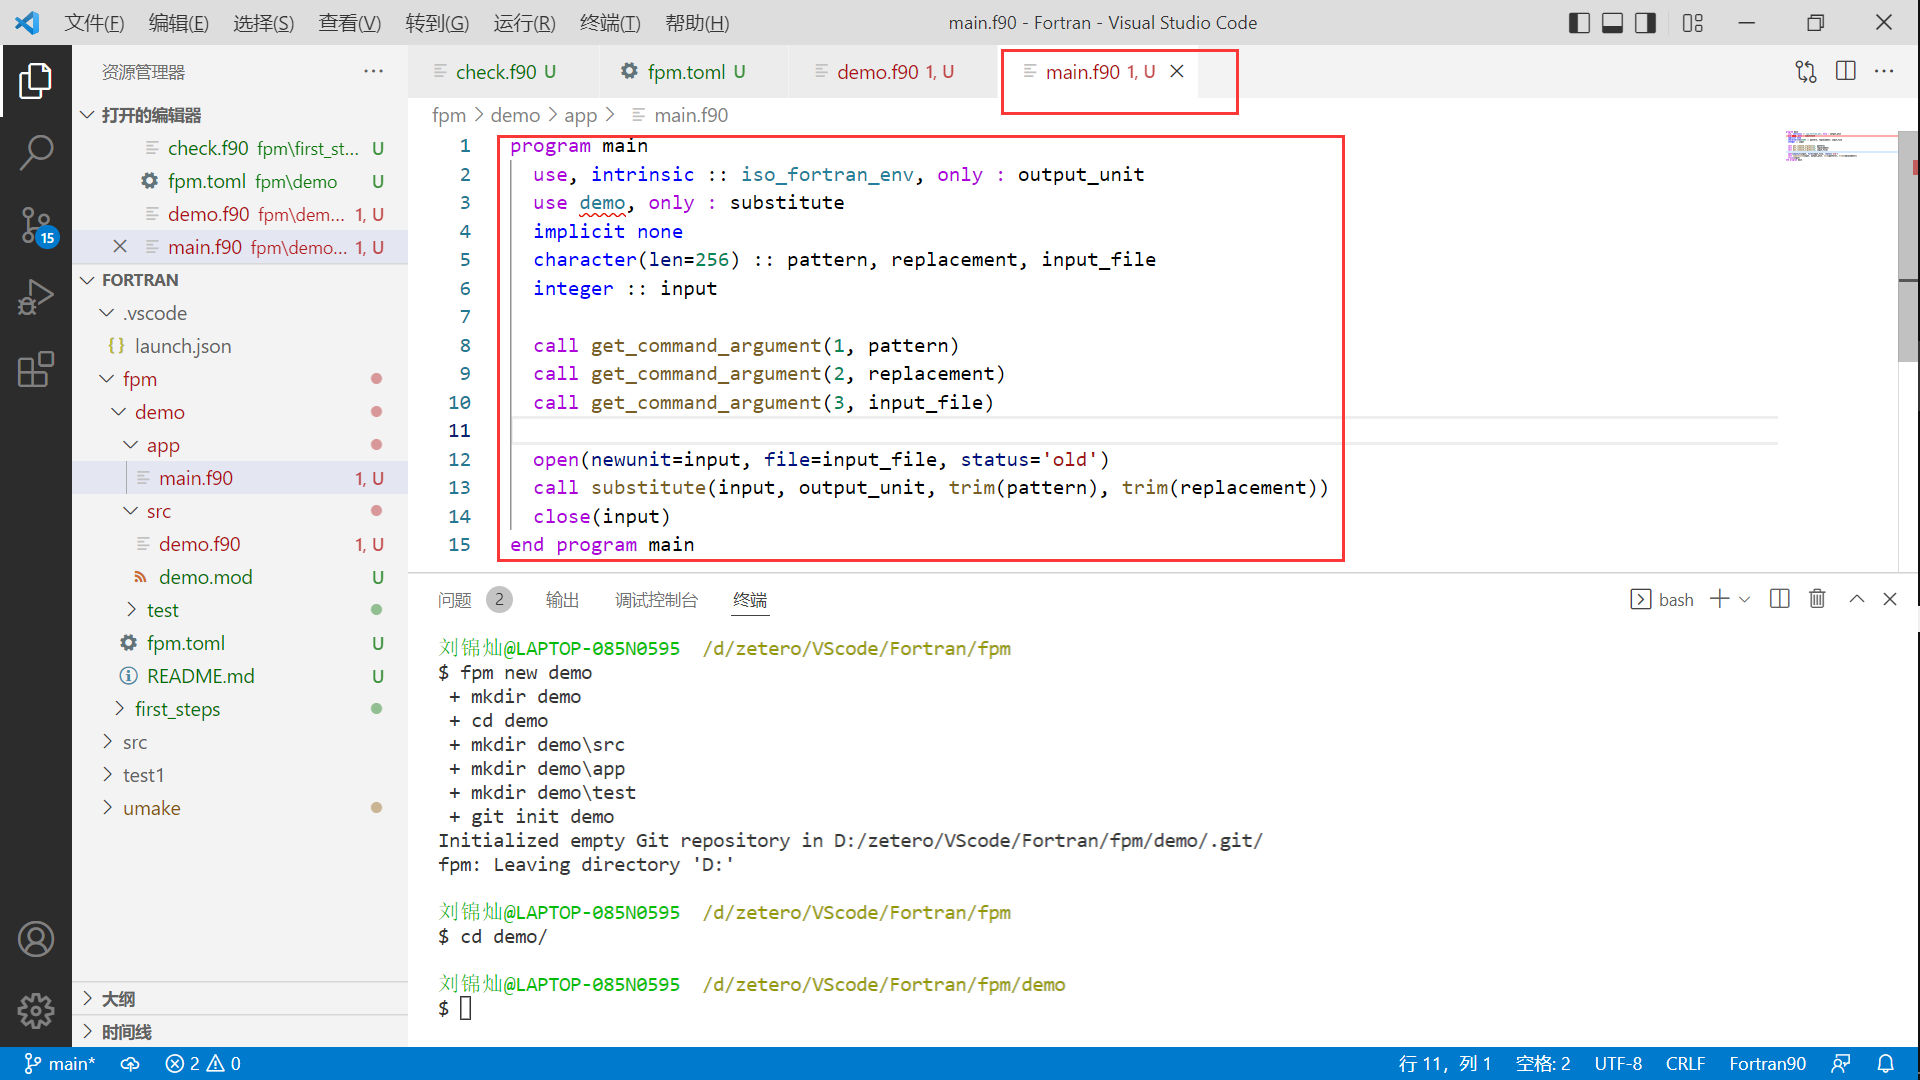 文件(F) 编辑(E) 选择(S) 查看(V) 转到(G) 运行(R) 终端(T) 帮助(H) main.f90 - Fortran - Visual Studio Code
资源管理器
打开的编辑器
check.f90 fpm\first_st... U
fpm.toml fpm\demo U
demo.f90 fpm\dem... 1, U
main.f90 fpm\demo... 1, U
15
FORTRAN
.vscode
{} launch.json
fpm
demo
app
main.f90 1, U
src
demo.f90 1, U
demo.mod U
test
fpm.toml U
README.md U
first_steps
src
test1
umake
大纲
时间线
check.f90 U fpm.toml U demo.f90 1, U main.f90 1, U
fpm > demo > app > main.f90
1 program main
2 use, intrinsic :: iso_fortran_env, only : output_unit
3 use demo, only : substitute
4 implicit none
5 character(len=256) :: pattern, replacement, input_file
6 integer :: input
7
8 call get_command_argument(1, pattern)
9 call get_command_argument(2, replacement)
10 call get_command_argument(3, input_file)
11
12 open(newunit=input, file=input_file, status='old')
13 call substitute(input, output_unit, trim(pattern), trim(replacement))
14 close(input)
15 end program main
问题 2 输出 调试控制台 终端 bash
刘锦灿@LAPTOP-085N0595 /d/zetero/VScode/Fortran/fpm
$ fpm new demo
+ mkdir demo
+ cd demo
+ mkdir demo\src
+ mkdir demo\app
+ mkdir demo\test
+ git init demo
Initialized empty Git repository in D:/zetero/VScode/Fortran/fpm/demo/.git/
fpm: Leaving directory 'D:'
刘锦灿@LAPTOP-085N0595 /d/zetero/VScode/Fortran/fpm
$ cd demo/
刘锦灿@LAPTOP-085N0595 /d/zetero/VScode/Fortran/fpm/demo
$
main* 2 0 行 11，列 1 空格: 2 UTF-8 CRLF Fortran90